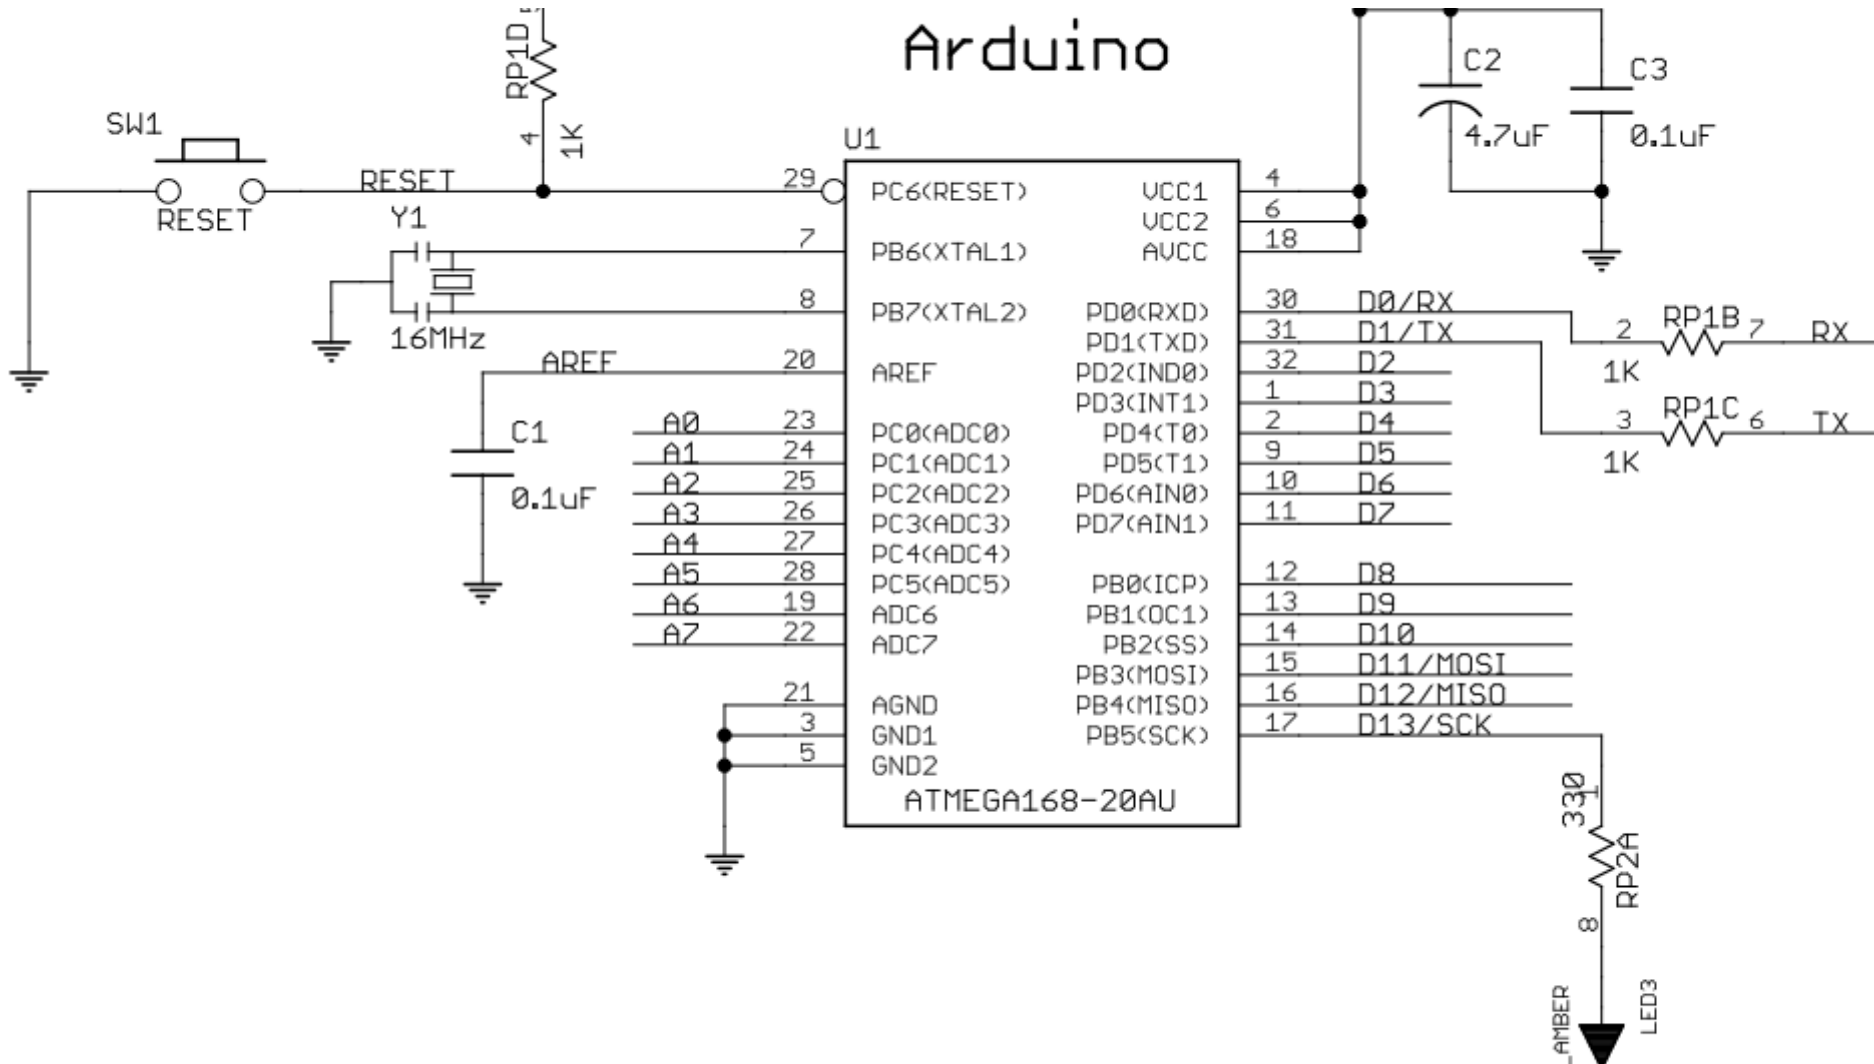 Arduino
RP1D
4
1K
SW1
RESET
RESET
Y1
16MHz
AREF
C1
0.1uF
A0
A1
A2
A3
A4
A5
A6
A7
U1
29 PC6(RESET)
7 PB6(XTAL1)
8 PB7(XTAL2)
20 AREF
23 PC0(ADC0)
24 PC1(ADC1)
25 PC2(ADC2)
26 PC3(ADC3)
27 PC4(ADC4)
28 PC5(ADC5)
19 ADC6
22 ADC7
21 AGND
3 GND1
5 GND2
VCC1 4
VCC2 6
AVCC 18
PD0(RXD) 30 D0/RX
PD1(TXD) 31 D1/TX
PD2(IND0) 32 D2
PD3(INT1) 1 D3
PD4(T0) 2 D4
PD5(T1) 9 D5
PD6(AIN0) 10 D6
PD7(AIN1) 11 D7
PB0(ICP) 12 D8
PB1(OC1) 13 D9
PB2(SS) 14 D10
PB3(MOSI) 15 D11/MOSI
PB4(MISO) 16 D12/MISO
PB5(SCK) 17 D13/SCK
ATMEGA168-20AU
C2
4.7uF
C3
0.1uF
2 RP1B 7 RX
1K
3 RP1C 6 TX
1K
330
1
RP2A
8
_AMBER
LED3